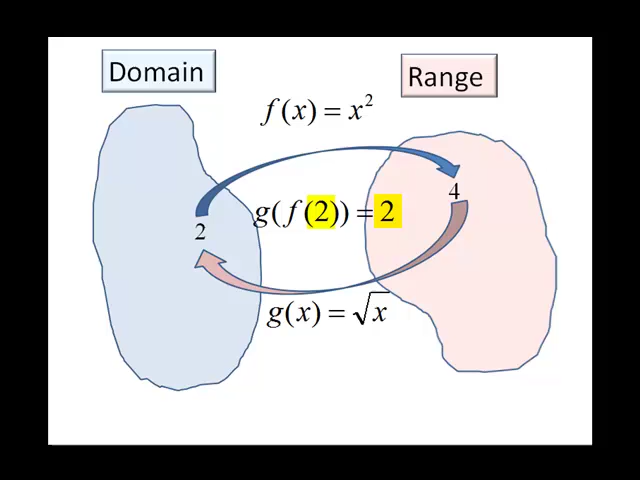 Domain
Range
f(x) = x²
4
g(f(2)) = 2
2
g(x) = √x